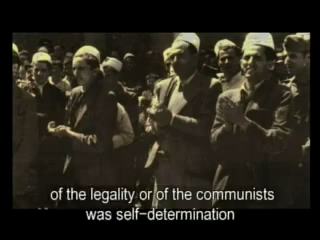 of the legality or of the communists
was self-determination